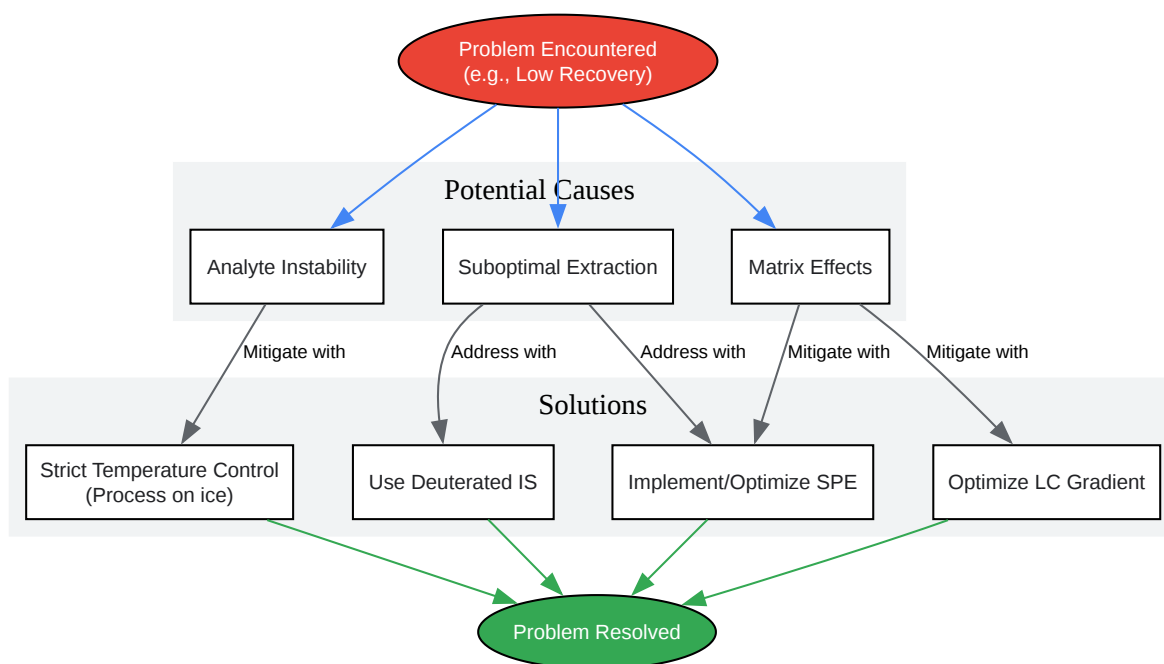 Problem Encountered
(e.g., Low Recovery)
Potential Causes
Analyte Instability
Suboptimal Extraction
Matrix Effects
Mitigate with
Address with
Address with
Mitigate with
Mitigate with
Solutions
Strict Temperature Control
(Process on ice)
Use Deuterated IS
Implement/Optimize SPE
Optimize LC Gradient
Problem Resolved